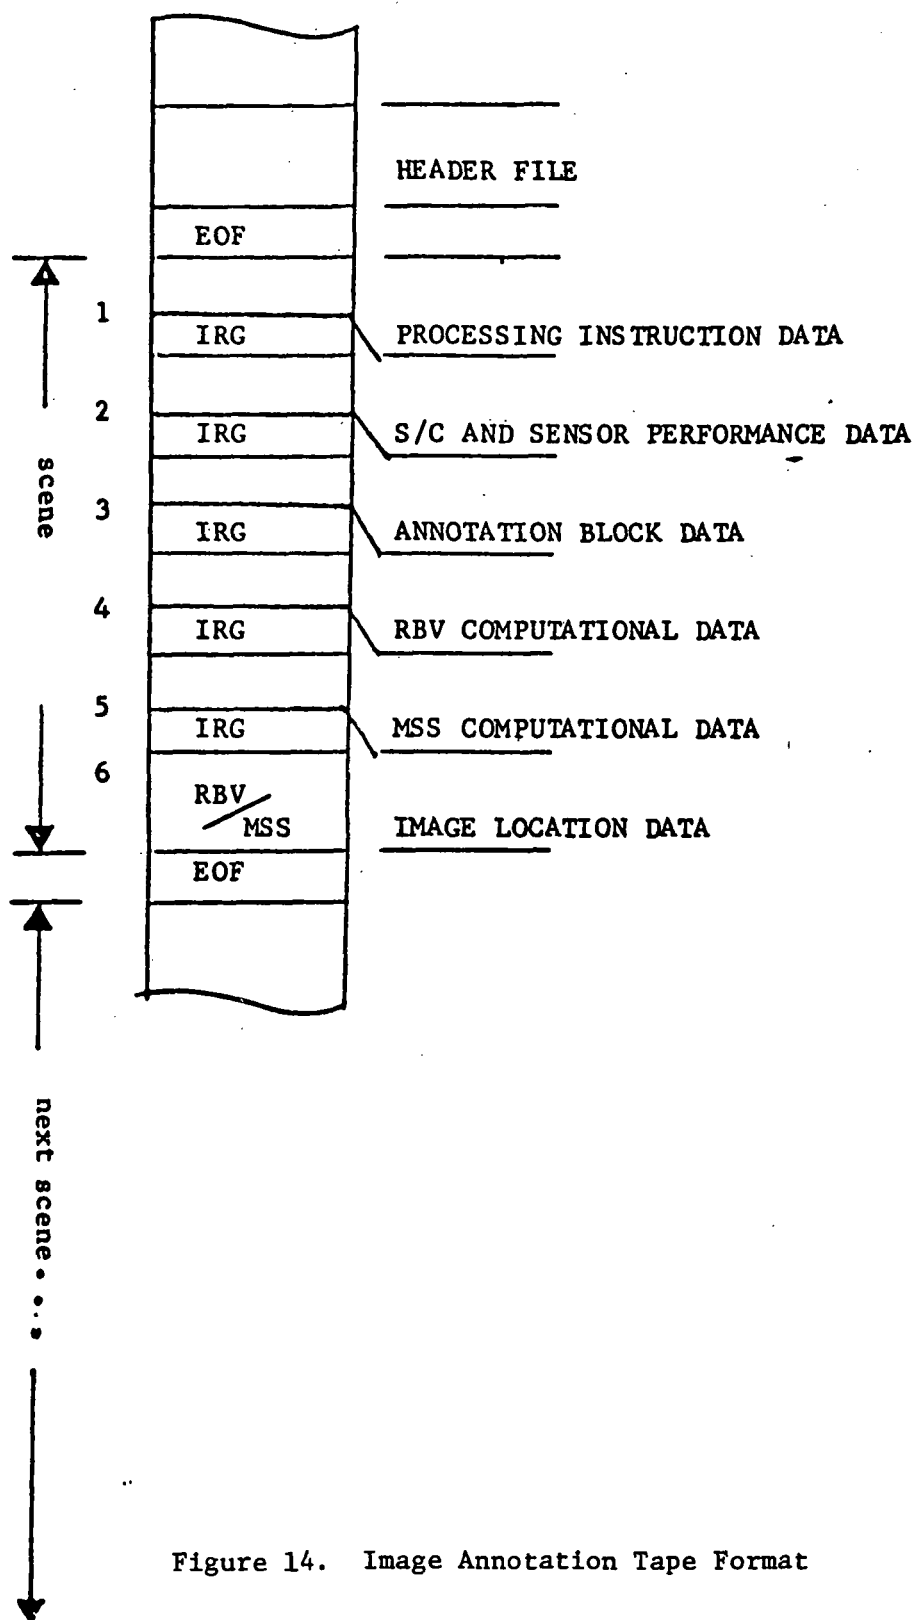 HEADER FILE
EOF
1
IRG PROCESSING INSTRUCTION DATA
2
IRG S/C AND SENSOR PERFORMANCE DATA
scene
3
IRG ANNOTATION BLOCK DATA
4
IRG RBV COMPUTATIONAL DATA
5
IRG MSS COMPUTATIONAL DATA
6
RBV
/ MSS IMAGE LOCATION DATA
EOF
next scene...
Figure 14. Image Annotation Tape Format